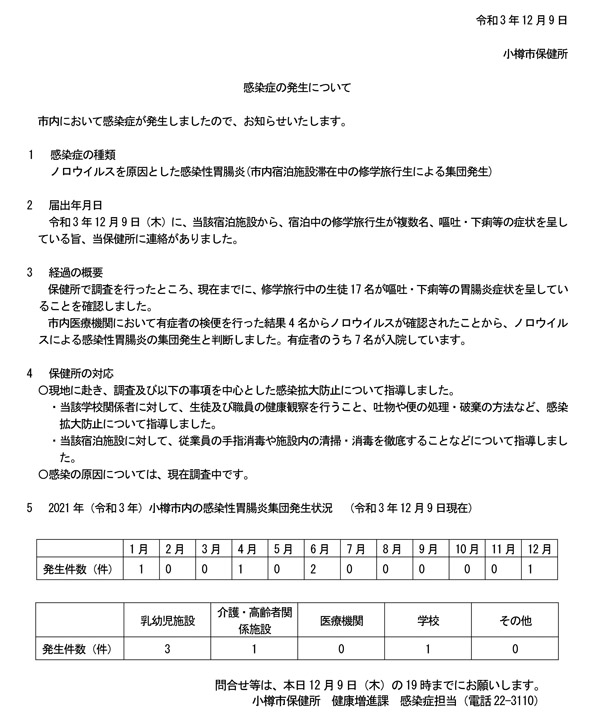 令和3年12月9日
小樽市保健所
感染症の発生について
市内において感染症が発生しましたので、お知らせいたします。
1 感染症の種類
ノロウイルスを原因とした感染性胃腸炎(市内宿泊施設滞在中の修学旅行生による集団発生)
2 届出年月日
令和3年12月9日（木）に、当該宿泊施設から、宿泊中の修学旅行生が複数名、嘔吐・下痢等の症状を呈し
ている旨、当保健所に連絡がありました。
3 経過の概要
保健所で調査を行ったところ、現在までに、修学旅行中の生徒17名が嘔吐・下痢等の胃腸炎症状を呈してい
ることを確認しました。
市内医療機関において有症者の検便を行った結果4名からノロウイルスが確認されたことから、ノロウイル
スによる感染性胃腸炎の集団発生と判断しました。有症者のうち7名が入院しています。
4 保健所の対応
○現地に赴き、調査及び以下の事項を中心とした感染拡大防止について指導しました。
・当該学校関係者に対して、生徒及び職員の健康観察を行うこと、吐物や便の処理・破棄の方法など、感染
拡大防止について指導しました。
・当該宿泊施設に対して、従業員の手指消毒や施設内の清掃・消毒を徹底することなどについて指導しまし
た。
○感染の原因については、現在調査中です。
5 2021年（令和3年）小樽市内の感染性胃腸炎集団発生状況 （令和3年12月9日現在）
1月 2月 3月 4月 5月 6月 7月 8月 9月 10月 11月 12月
発生件数（件） 1 0 0 1 0 2 0 0 0 0 0 1
乳幼児施設 介護・高齢者関 医療機関 学校 その他
係施設
発生件数（件） 3 1 0 1 0
問合せ等は、本日12月9日（木）の19時までにお願いします。
小樽市保健所 健康増進課 感染症担当（電話22-3110）